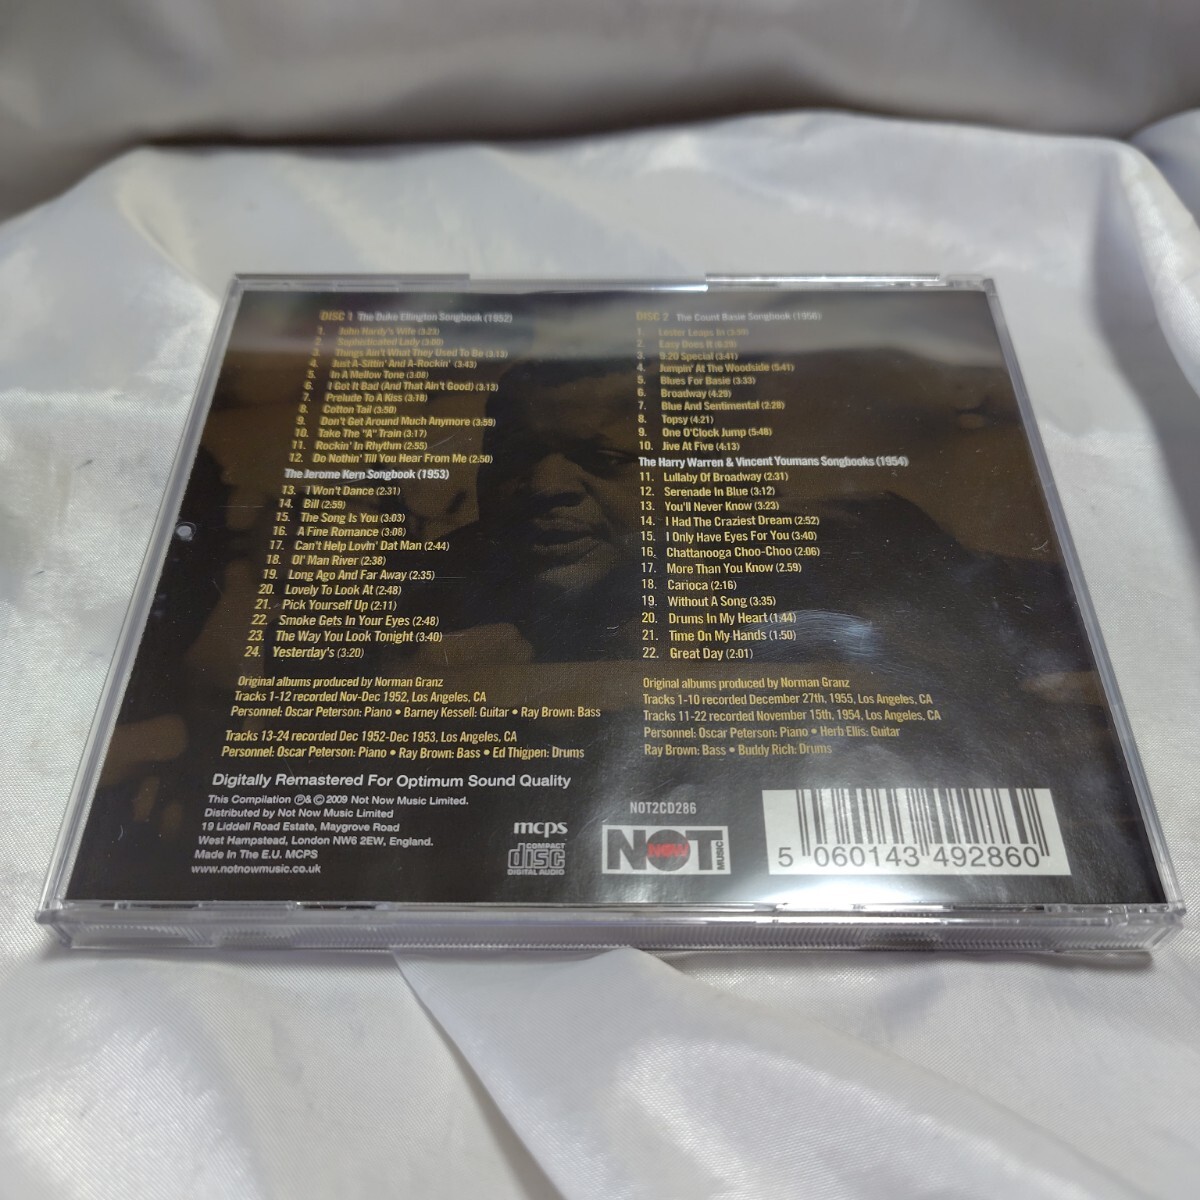 DISC 1 The Duke Ellington Songbook (1952)
1. John Hardy's Wife (3:23)
2. Sophisticated Lady
3. Things Ain't What They Used To Be (3:13)
4. Just A-Sittin' And A-Rockin' (3:43)
5. In A Mellow Tone (3:08)
6. I Got It Bad (And That Ain't Good) (3:13)
7. Prelude To A Kiss (3:18)
8. Cotton Tail (3:50)
9. Don't Get Around Much Anymore (3:59)
10. Take The "A" Train (3:17)
11. Rockin' In Rhythm (2:55)
12. Do Nothin' Till You Hear From Me (2:50)
The Jerome Kern Songbook (1953)
13. I Won't Dance (2:31)
14. Bill (2:59)
15. The Song Is You (3:03)
16. A Fine Romance (3:08)
17. Can't Help Lovin' Dat Man (2:44)
18. Ol' Man River (2:38)
19. Long Ago And Far Away (2:35)
20. Lovely To Look At (2:48)
21. Pick Yourself Up (2:11)
22. Smoke Gets In Your Eyes (2:48)
23. The Way You Look Tonight (3:40)
24. Yesterday's (3:20)
Original albums produced by Norman Granz
Tracks 1-12 recorded Nov-Dec 1952, Los Angeles, CA
Personnel: Oscar Peterson: Piano • Barney Kessell: Guitar • Ray Brown: Bass
Tracks 13-24 recorded Dec 1952-Dec 1953, Los Angeles, CA
Personnel: Oscar Peterson: Piano • Ray Brown: Bass • Ed Thigpen: Drums
DISC 2 The Count Basie Songbook (1956)
1. Lester Leaps In
2. Easy Does It
3. 9:20 Special (3:41)
4. Jumpin' At The Woodside (5:41)
5. Blues For Basie (3:33)
6. Broadway (4:29)
7. Blue And Sentimental (2:28)
8. Topsy (4:21)
9. One O'Clock Jump (5:48)
10. Jive At Five (4:13)
The Harry Warren & Vincent Youmans Songbooks (1954)
11. Lullaby Of Broadway (2:31)
12. Serenade In Blue (3:12)
13. You'll Never Know (3:23)
14. I Had The Craziest Dream (2:52)
15. I Only Have Eyes For You (3:40)
16. Chattanooga Choo-Choo (2:06)
17. More Than You Know (2:59)
18. Carioca (2:16)
19. Without A Song (3:35)
20. Drums In My Heart (1:44)
21. Time On My Hands (1:50)
22. Great Day (2:01)
Original albums produced by Norman Granz
Tracks 1-10 recorded December 27th, 1955, Los Angeles, CA
Tracks 11-22 recorded November 15th, 1954, Los Angeles, CA
Personnel: Oscar Peterson: Piano • Herb Ellis: Guitar
Ray Brown: Bass • Buddy Rich: Drums
Digitally Remastered For Optimum Sound Quality
This Compilation ℗&© 2009 Not Now Music Limited.
Distributed by Not Now Music Limited
19 Liddell Road Estate, Maygrove Road
West Hampstead, London NW6 2EW, England.
Made In The E.U. MCPS
www.notnowmusic.co.uk
mcps
COMPACT
disc
DIGITAL AUDIO
NOT2CD286
NOT NOW MUSIC
5 060143 492860